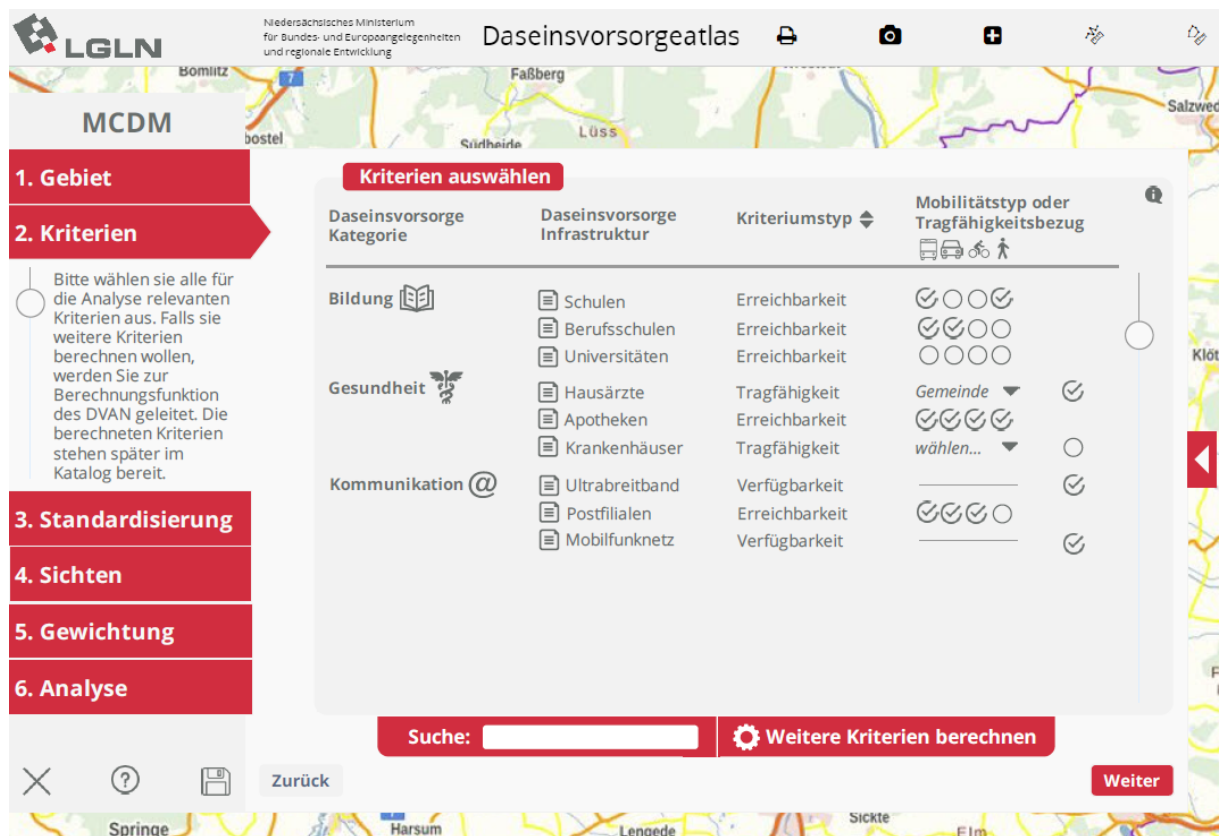 LGLN
Niedersächsisches Ministerium
für Bundes- und Europaangelegenheiten
und regionale Entwicklung
Daseinsvorsorgeatlas
Bomlitz
7
Faßberg
Salzwed
bostel
Südheide
Lüss
MCDM
1. Gebiet
2. Kriterien
Bitte wählen sie alle für
die Analyse relevanten
Kriterien aus. Falls sie
weitere Kriterien
berechnen wollen,
werden Sie zur
Berechnungsfunktion
des DVAN geleitet. Die
berechneten Kriterien
stehen später im
Katalog bereit.
3. Standardisierung
4. Sichten
5. Gewichtung
6. Analyse
Kriterien auswählen
Daseinsvorsorge
Kategorie
Daseinsvorsorge
Infrastruktur
Kriteriumstyp
Mobilitätstyp oder
Tragfähigkeitsbezug
Bildung
Schulen Erreichbarkeit
Berufsschulen Erreichbarkeit
Universitäten Erreichbarkeit
Gesundheit
Hausärzte Tragfähigkeit Gemeinde
Apotheken Erreichbarkeit
Krankenhäuser Tragfähigkeit wählen...
Kommunikation @
Ultrabreitband Verfügbarkeit
Postfilialen Erreichbarkeit
Mobilfunknetz Verfügbarkeit
Klöt
Suche:
Weitere Kriterien berechnen
Zurück
Weiter
Springe
Harsum
Lengede
Sickte
Elm